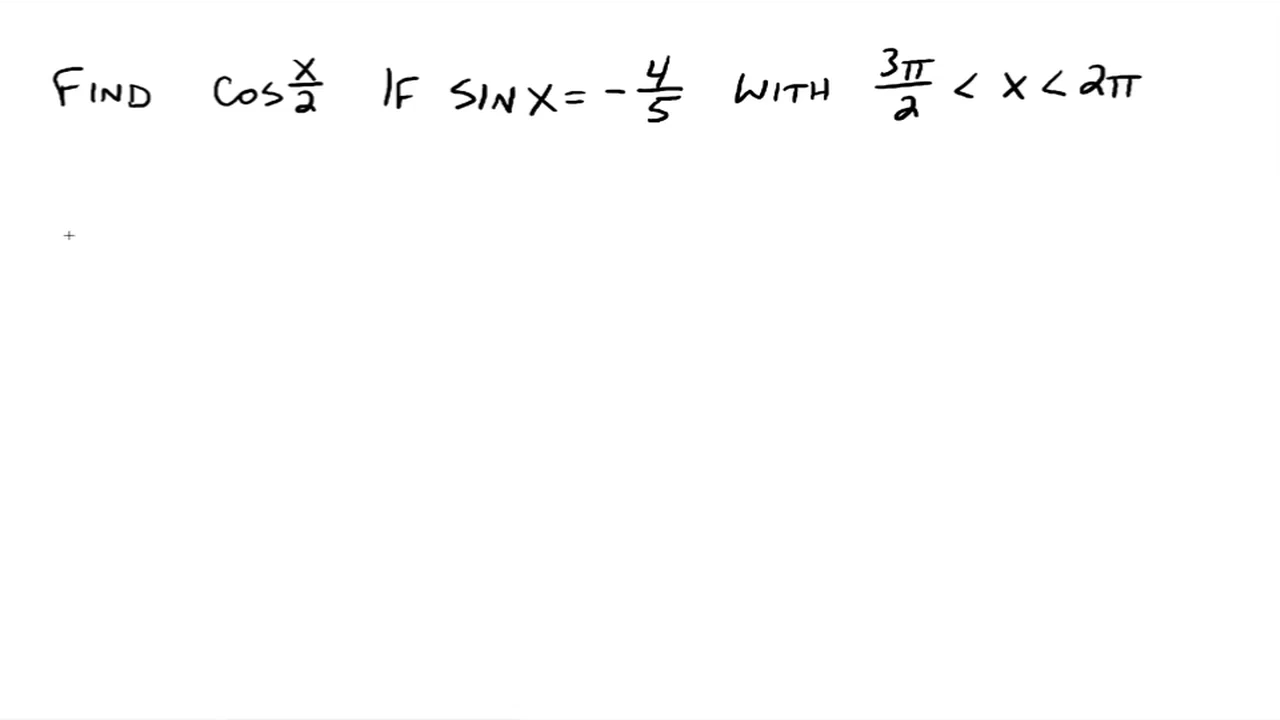 FIND cos x/2 IF SIN x = - 4/5 WITH 3π/2 < x < 2π